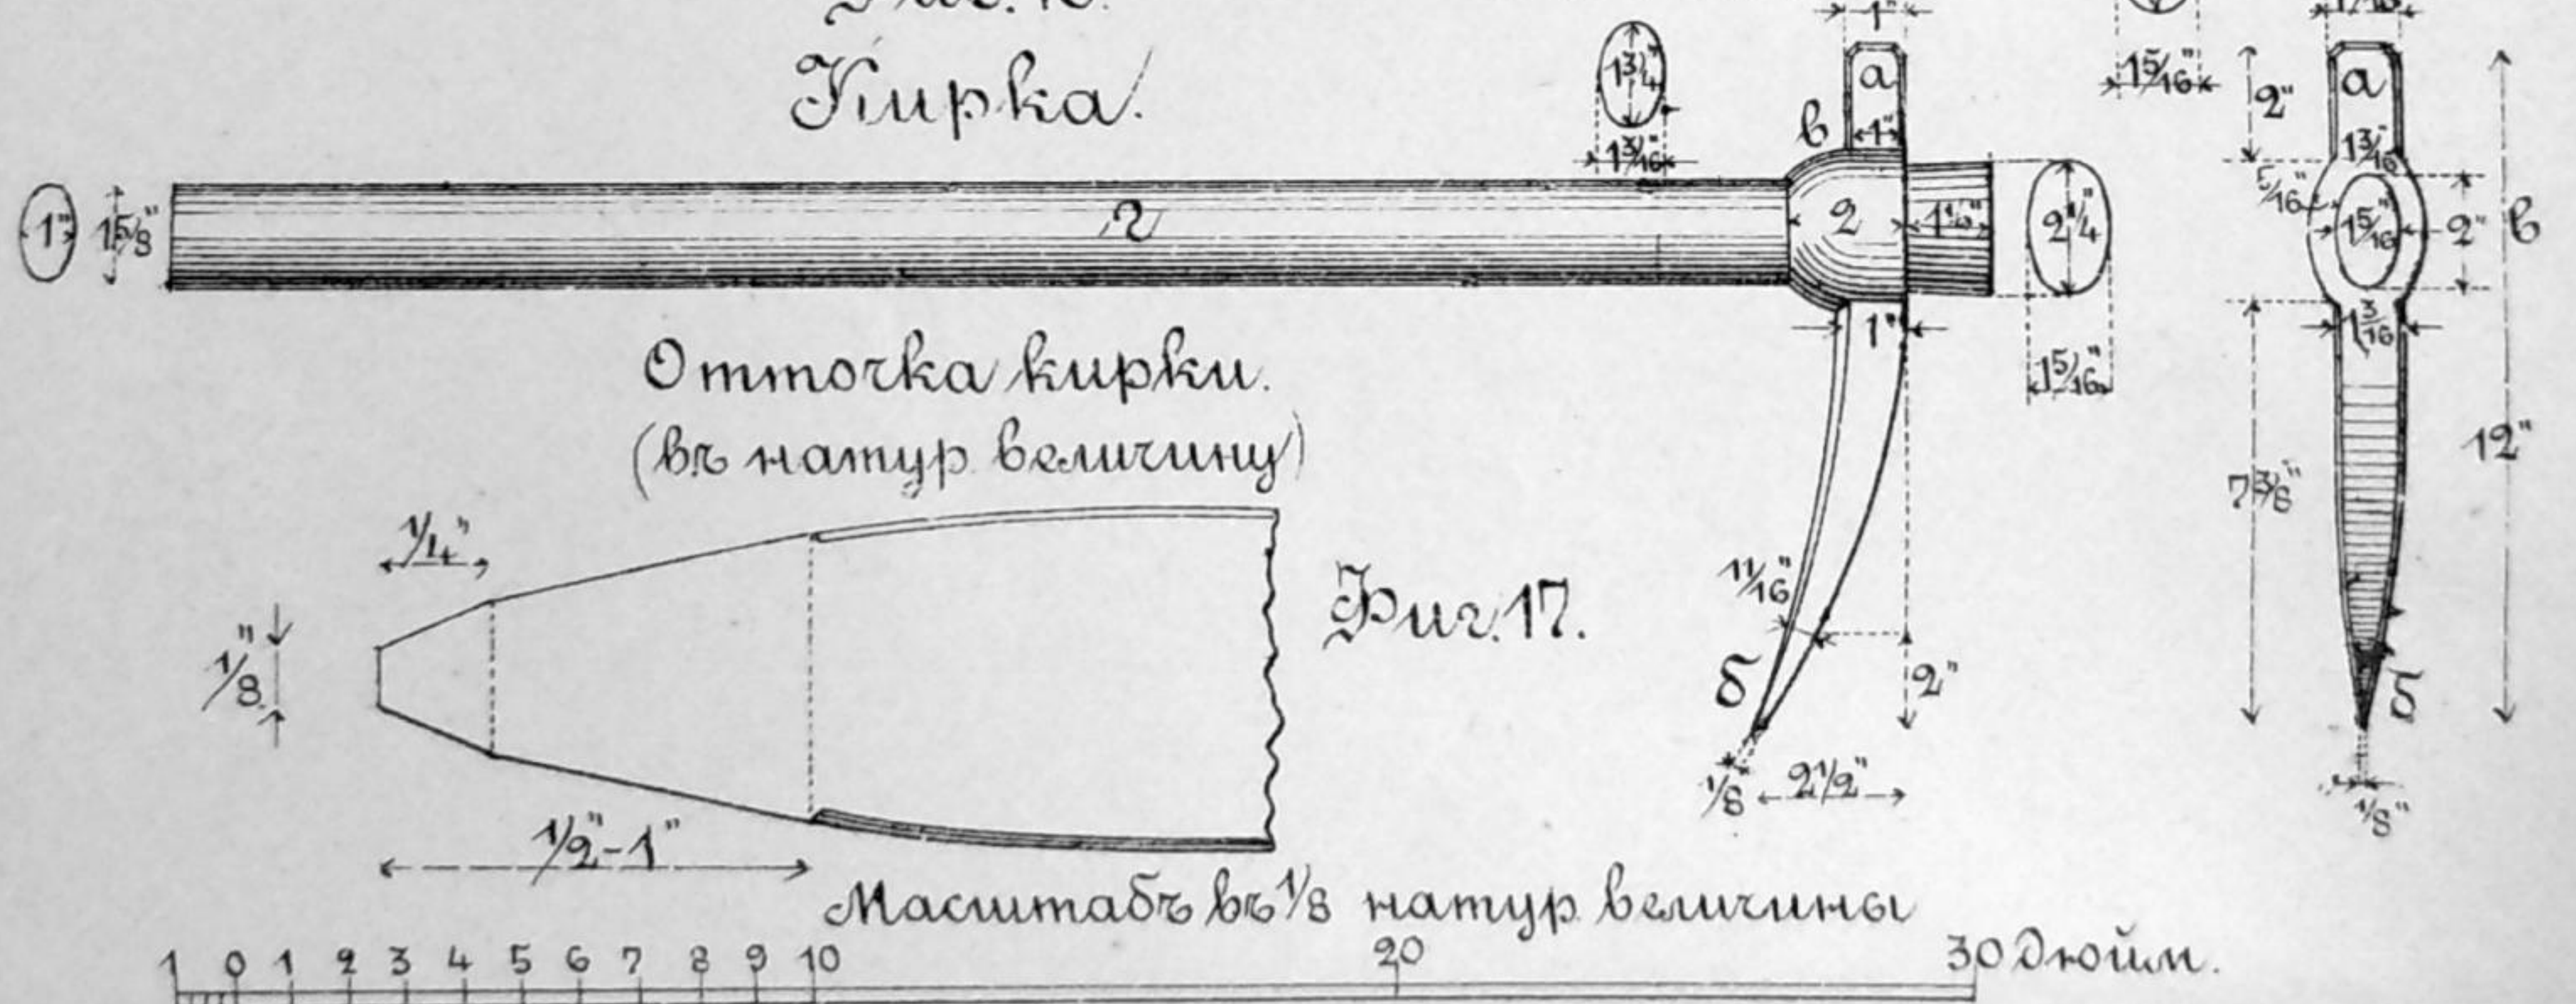 Кирка.
1"
1 3/4"
1 3/16"
1 5/16"
а
а
2"
в
1"
1 3/16"
5/16"
1" 1 5/8"
г
2
1 1/2"
2 1/4"
1 5/16"
2"
в
1"
1 3/16"
1 5/16"
Отточка кирки.
(въ натур величину)
12"
7 3/8"
1/4"
Фиг. 17.
11/16"
1/8"
б
2"
б
1/8
2 1/2"
1/8"
1/2"-1"
Масштабъ въ 1/8 натур величины
1 0 1 2 3 4 5 6 7 8 9 10 20 30 Дюйм.